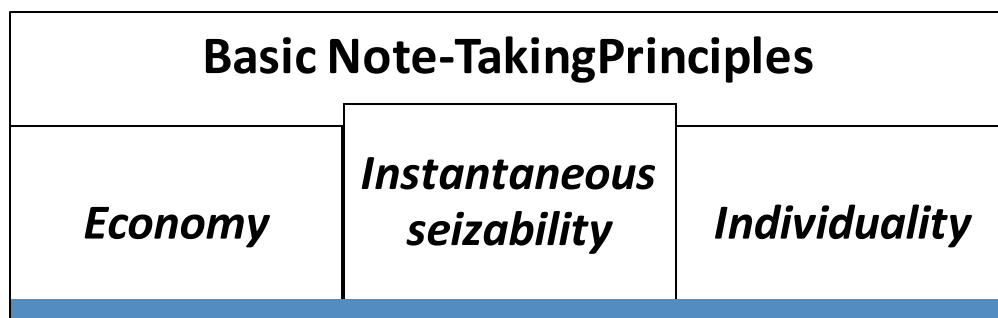 Basic Note-TakingPrinciples
Economy
Instantaneous
seizability
Individuality